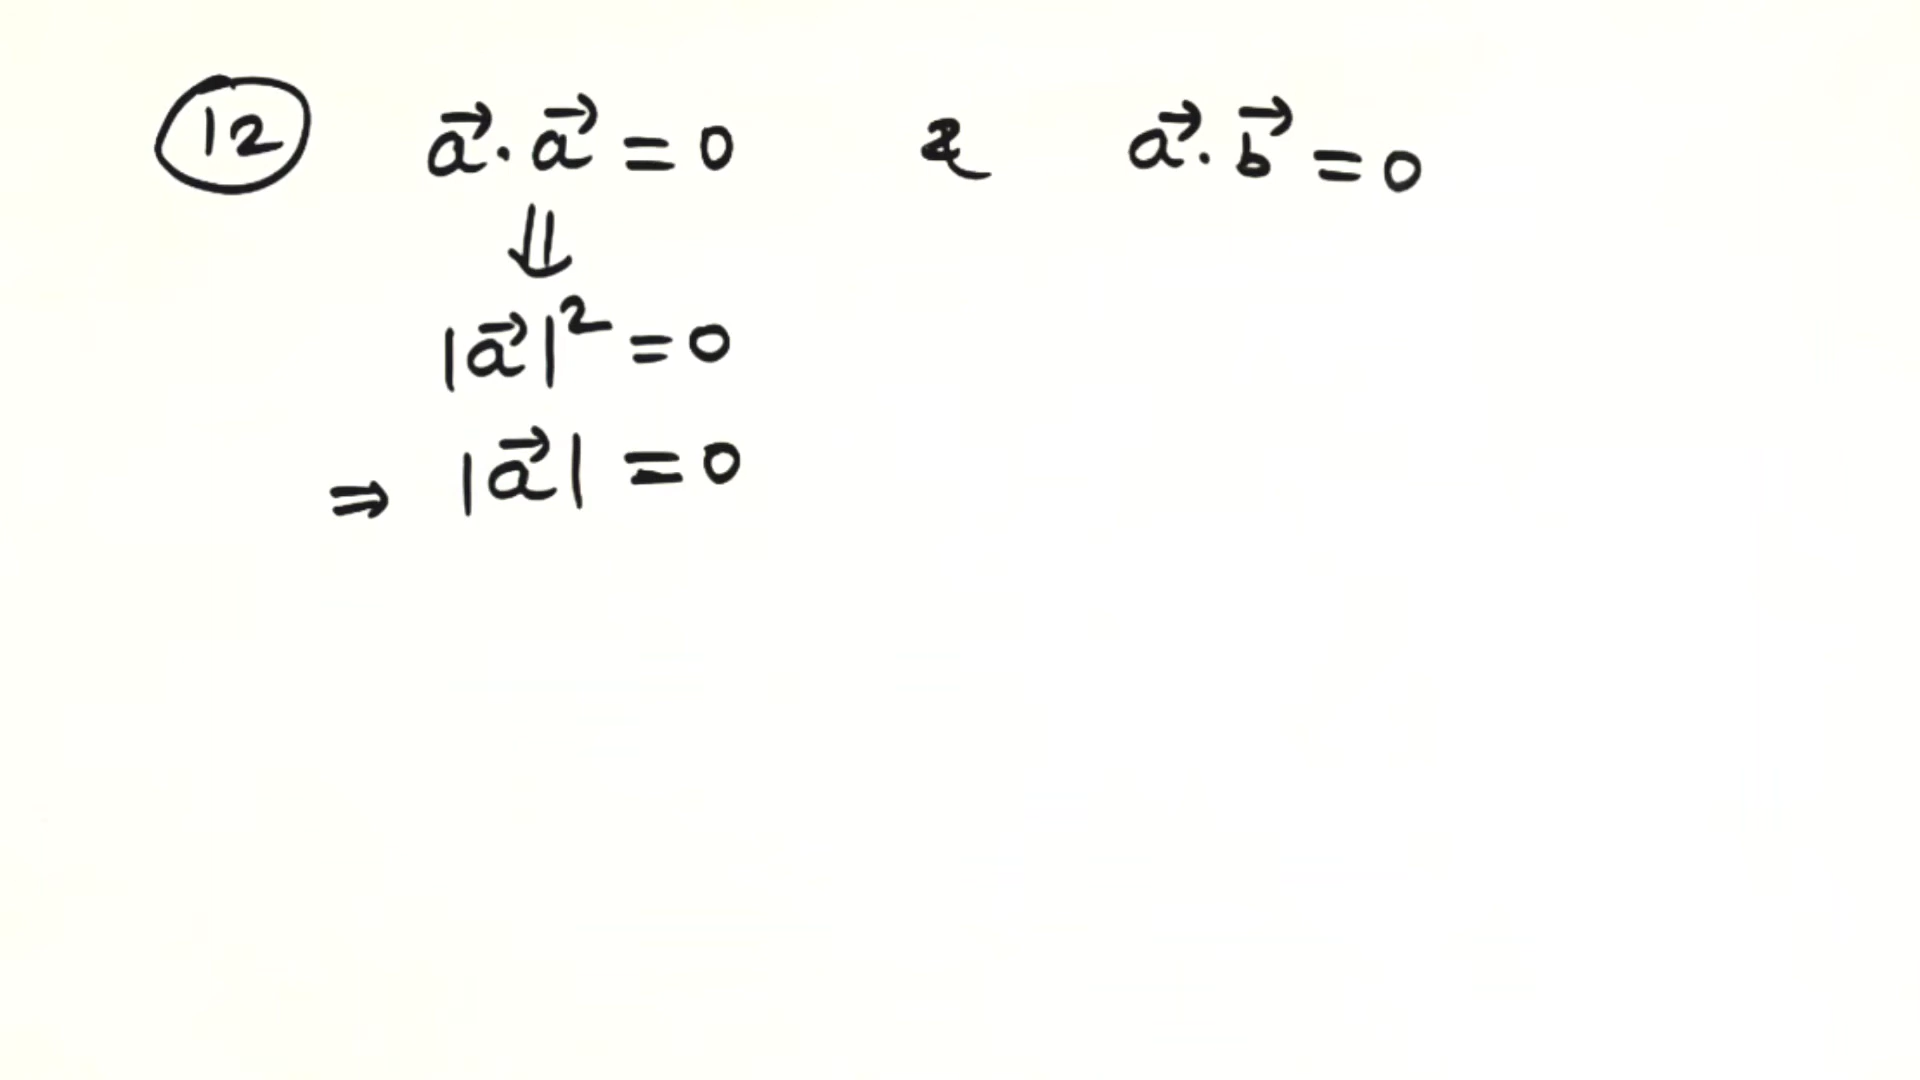 12 a⃗ · a⃗ = 0 & a⃗ · b⃗ = 0
⇓
|a⃗|² = 0
⇒ |a⃗| = 0